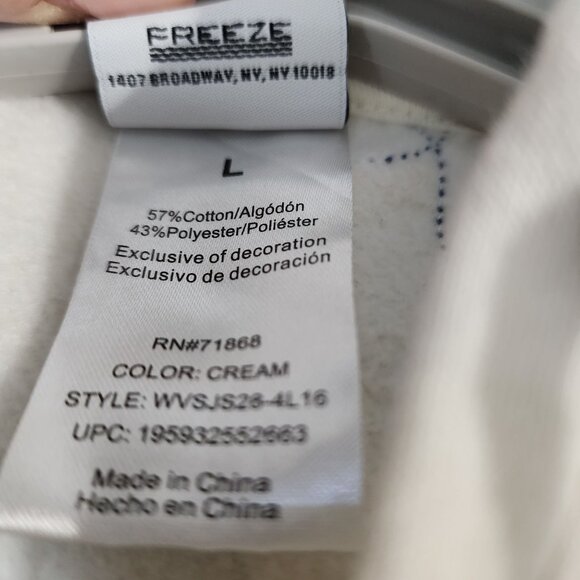 FREEZE
1407 BROADWAY, NY, NY 10018
L
57%Cotton/Algódón
43%Polyester/Poliéster
Exclusive of decoration
Exclusivo de decoración
RN#71868
COLOR: CREAM
STYLE: WVSJS26-4L16
UPC: 195932552663
Made in China
Hecho en China